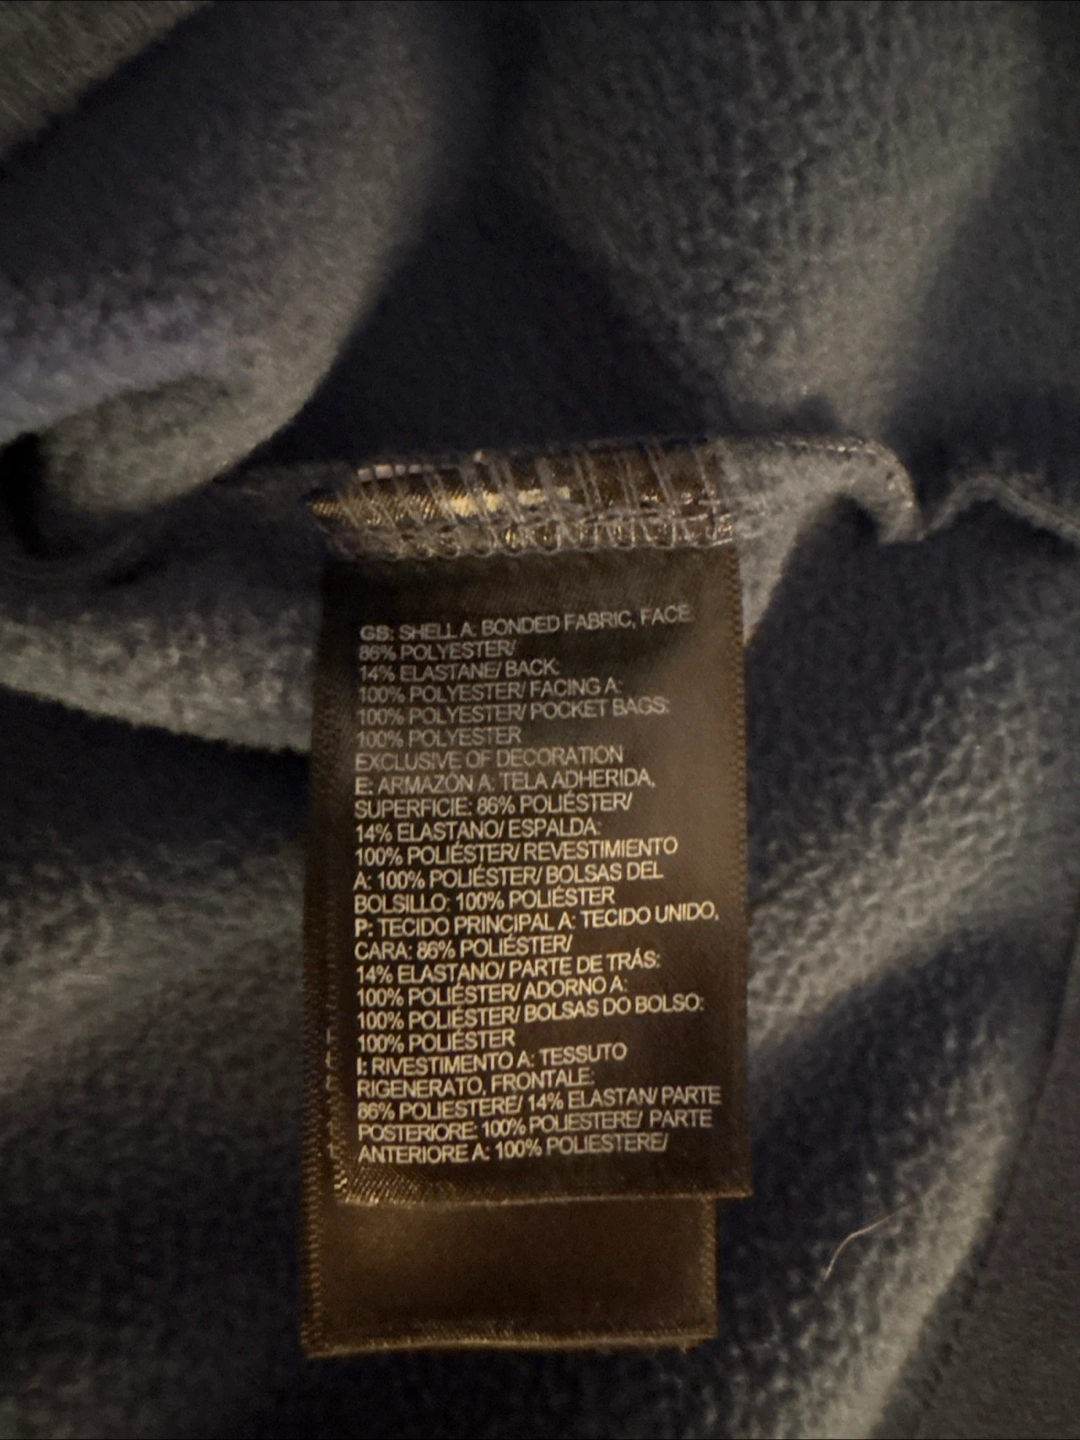 GB: SHELL A: BONDED FABRIC, FACE:
86% POLYESTER/
14% ELASTANE/ BACK:
100% POLYESTER/ FACING A:
100% POLYESTER/ POCKET BAGS:
100% POLYESTER
EXCLUSIVE OF DECORATION
E: ARMAZÓN A: TELA ADHERIDA,
SUPERFICIE: 86% POLIÉSTER/
14% ELASTANO/ ESPALDA:
100% POLIÉSTER/ REVESTIMIENTO
A: 100% POLIÉSTER/ BOLSAS DEL
BOLSILLO: 100% POLIÉSTER
P: TECIDO PRINCIPAL A: TECIDO UNIDO,
CARA: 86% POLIÉSTER/
14% ELASTANO/ PARTE DE TRÁS:
100% POLIÉSTER/ ADORNO A:
100% POLIÉSTER/ BOLSAS DO BOLSO:
100% POLIÉSTER
I: RIVESTIMENTO A: TESSUTO
RIGENERATO, FRONTALE:
86% POLIESTERE/ 14% ELASTAN/ PARTE
POSTERIORE: 100% POLIESTERE/ PARTE
ANTERIORE A: 100% POLIESTERE/